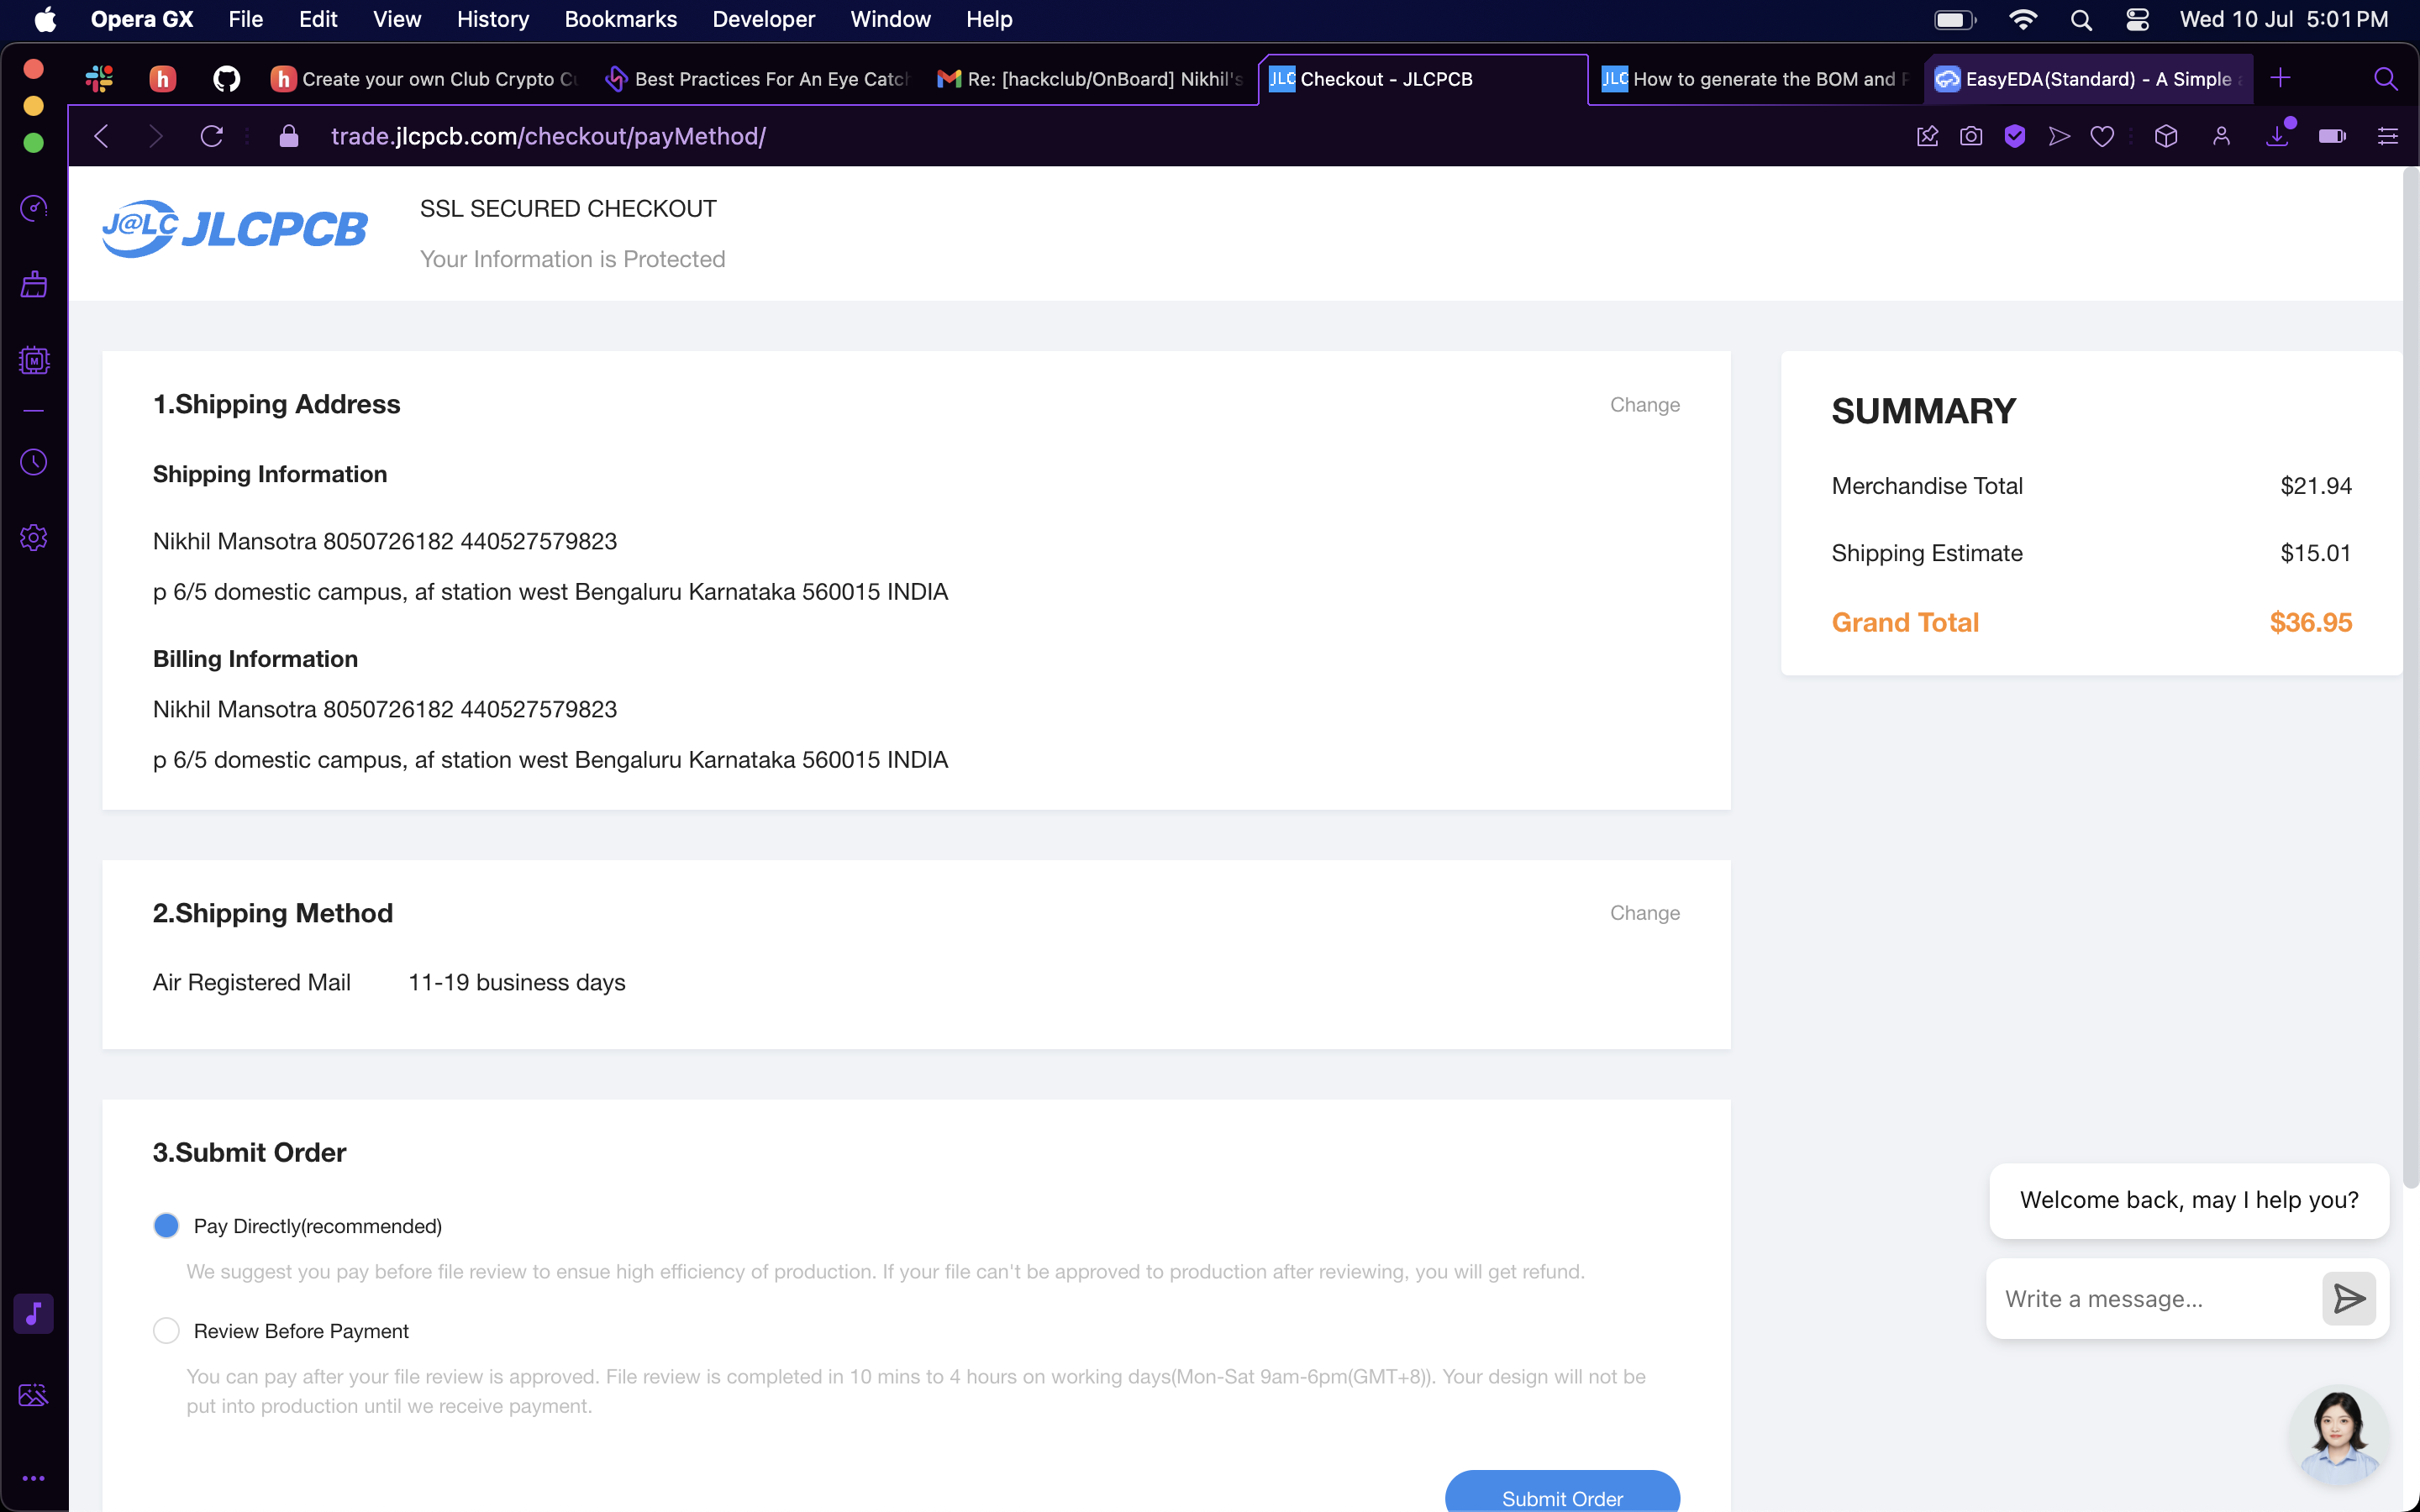 Opera GX File Edit View History Bookmarks Developer Window Help Wed 10 Jul 5:01 PM
Create your own Club Crypto Best Practices For An Eye Re: [hackclub/OnBoard] Nikhil's JLC Checkout - JLCPCB JLC How to generate the BOM and EasyEDA(Standard) - A Simple
trade.jlcpcb.com/checkout/payMethod/
J@LC JLCPCB
SSL SECURED CHECKOUT
Your Information is Protected
1.Shipping Address
Change
Shipping Information
Nikhil Mansotra 8050726182 440527579823
p 6/5 domestic campus, af station west Bengaluru Karnataka 560015 INDIA
Billing Information
Nikhil Mansotra 8050726182 440527579823
p 6/5 domestic campus, af station west Bengaluru Karnataka 560015 INDIA
2.Shipping Method
Change
Air Registered Mail 11-19 business days
3.Submit Order
Pay Directly(recommended)
We suggest you pay before file review to ensue high efficiency of production. If your file can't be approved to production after reviewing, you will get refund.
Review Before Payment
You can pay after your file review is approved. File review is completed in 10 mins to 4 hours on working days(Mon-Sat 9am-6pm(GMT+8)). Your design will not be
put into production until we receive payment.
Submit Order
SUMMARY
Merchandise Total $21.94
Shipping Estimate $15.01
Grand Total $36.95
Welcome back, may I help you?
Write a message...